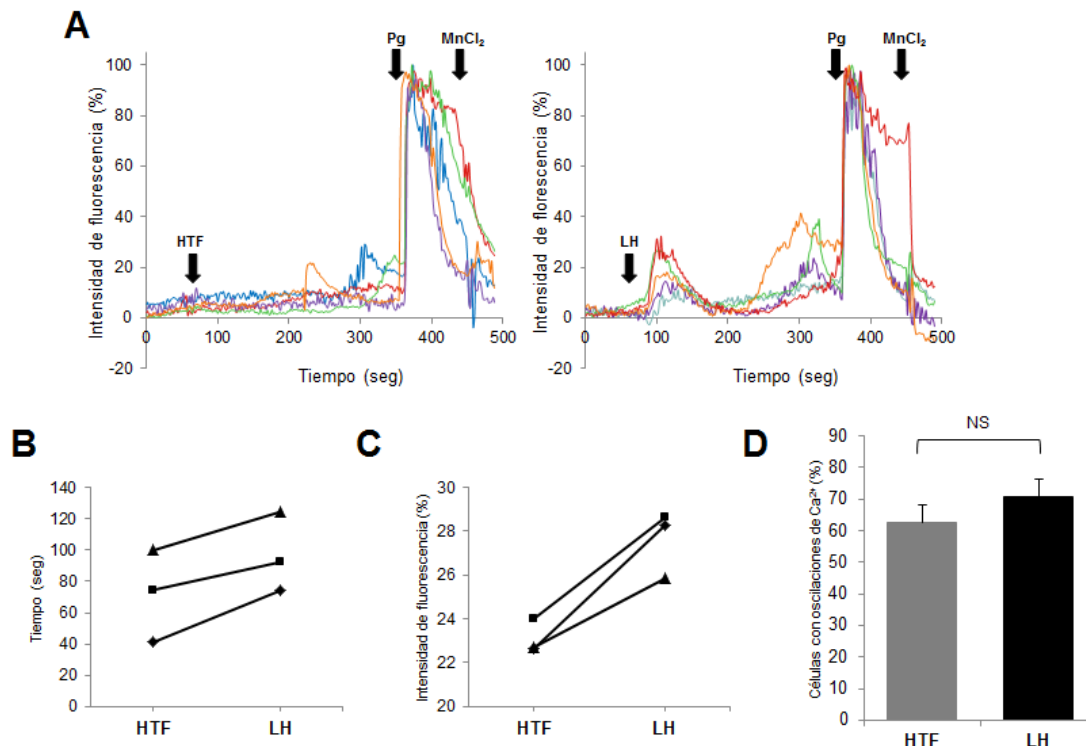 A
Pg
MnCl₂
HTF
Intensidad de fluorescencia (%)
100
80
60
40
20
0
-20
0
100
200
300
400
500
Tiempo (seg)
Pg
MnCl₂
LH
Intensidad de florescencia (%)
100
80
60
40
20
0
-20
0
100
200
300
400
500
Tiempo (seg)
B
Tiempo (seg)
140
120
100
80
60
40
20
0
HTF
LH
C
Intensidad de fluorescencia (%)
30
28
26
24
22
20
HTF
LH
D
NS
Células con osciaciones de Ca²⁺ (%)
90
80
70
60
50
40
30
20
10
0
HTF
LH